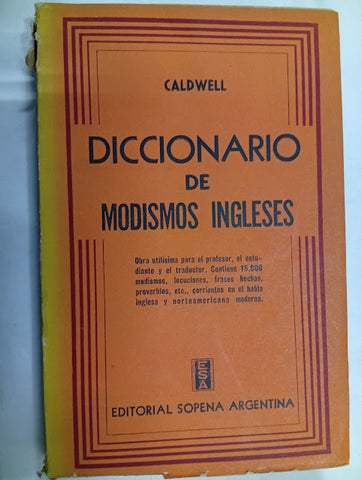 CALDWELL
DICCIONARIO
DE
MODISMOS INGLESES
Obra utilísima para el profesor, el estu-
diante y el traductor. Contiene 15.000
modismos, locuciones, frases hechas,
proverbios, etc., corrientes en el habla
inglesa y norteamericana moderna.
ESA
EDITORIAL SOPENA ARGENTINA